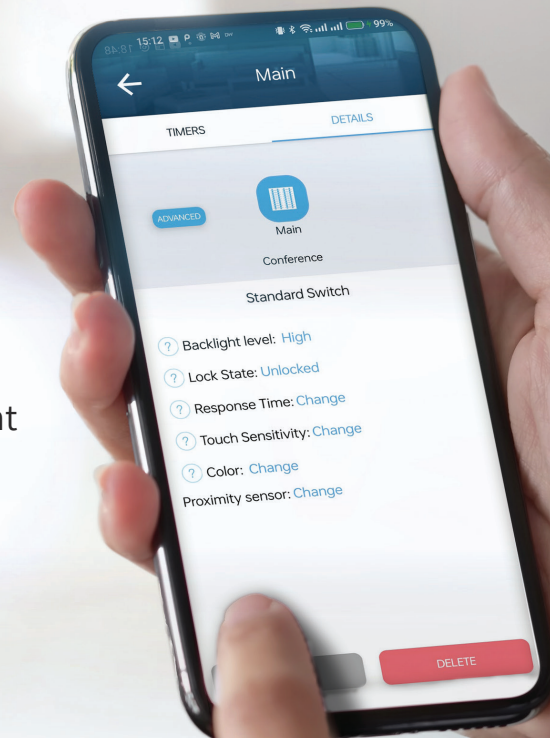 15:12
99%
Main
TIMERS
DETAILS
ADVANCED
Main
Conference
Standard Switch
? Backlight level: High
? Lock State: Unlocked
? Response Time: Change
? Touch Sensitivity: Change
? Color: Change
Proximity sensor: Change
DELETE